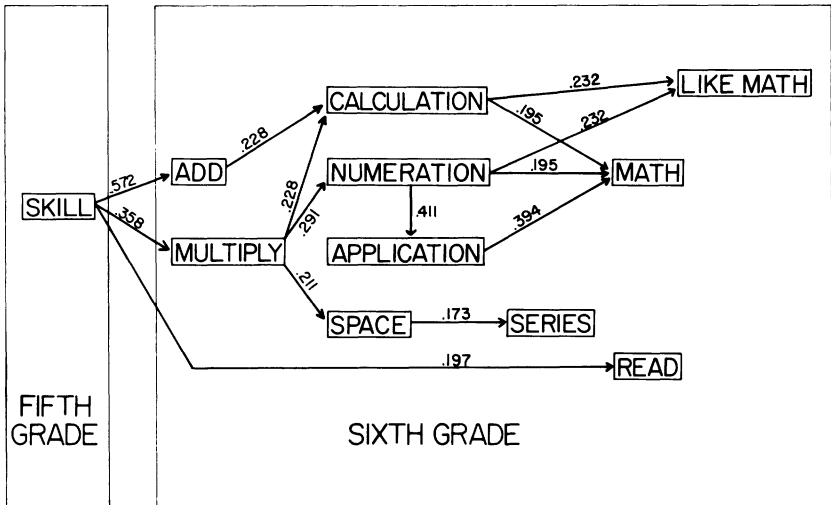 .232
LIKE MATH
CALCULATION
.195
.232
.228
.572
ADD
NUMERATION
.195
MATH
SKILL
.358
.228
.291
.411
.394
MULTIPLY
APPLICATION
.211
SPACE
.173
SERIES
.197
READ
FIFTH
GRADE
SIXTH GRADE